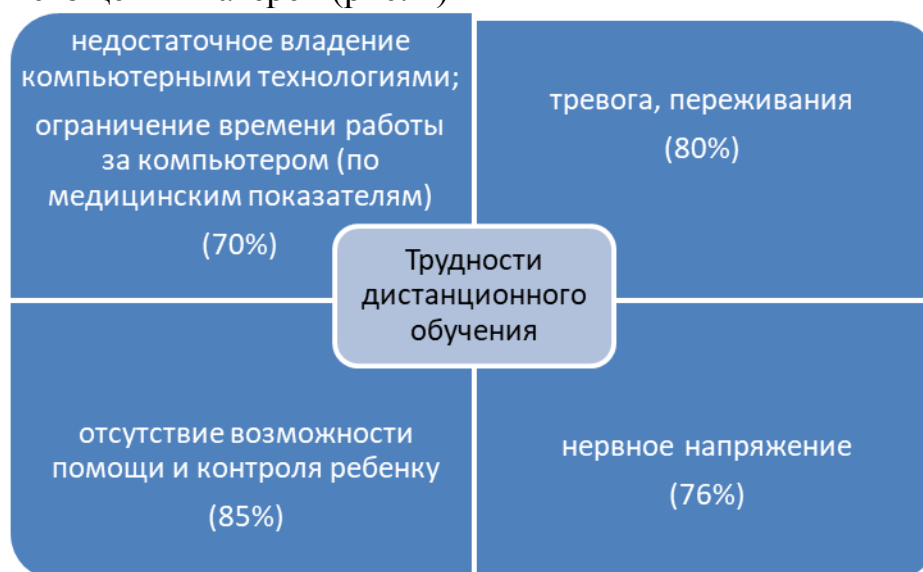 недостаточное владение
компьютерными технологиями;
ограничение времени работы
за компьютером (по
медицинским показателям)
(70%)
тревога, переживания
(80%)
Трудности
дистанционного
обучения
отсутствие возможности
помощи и контроля ребенку
(85%)
нервное напряжение
(76%)